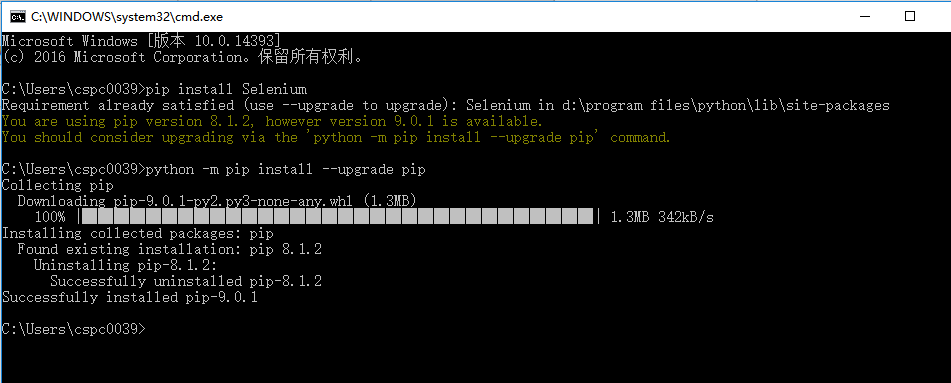 C:\WINDOWS\system32\cmd.exe
Microsoft Windows [版本 10.0.14393]
(c) 2016 Microsoft Corporation。保留所有权利。
C:\Users\cspc0039>pip install Selenium
Requirement already satisfied (use --upgrade to upgrade): Selenium in d:\program files\python\lib\site-packages
You are using pip version 8.1.2, however version 9.0.1 is available.
You should consider upgrading via the 'python -m pip install --upgrade pip' command.
C:\Users\cspc0039>python -m pip install --upgrade pip
Collecting pip
Downloading pip-9.0.1-py2.py3-none-any.whl (1.3MB)
100% |████████████████████████████████| 1.3MB 342kB/s
Installing collected packages: pip
Found existing installation: pip 8.1.2
Uninstalling pip-8.1.2:
Successfully uninstalled pip-8.1.2
Successfully installed pip-9.0.1
C:\Users\cspc0039>